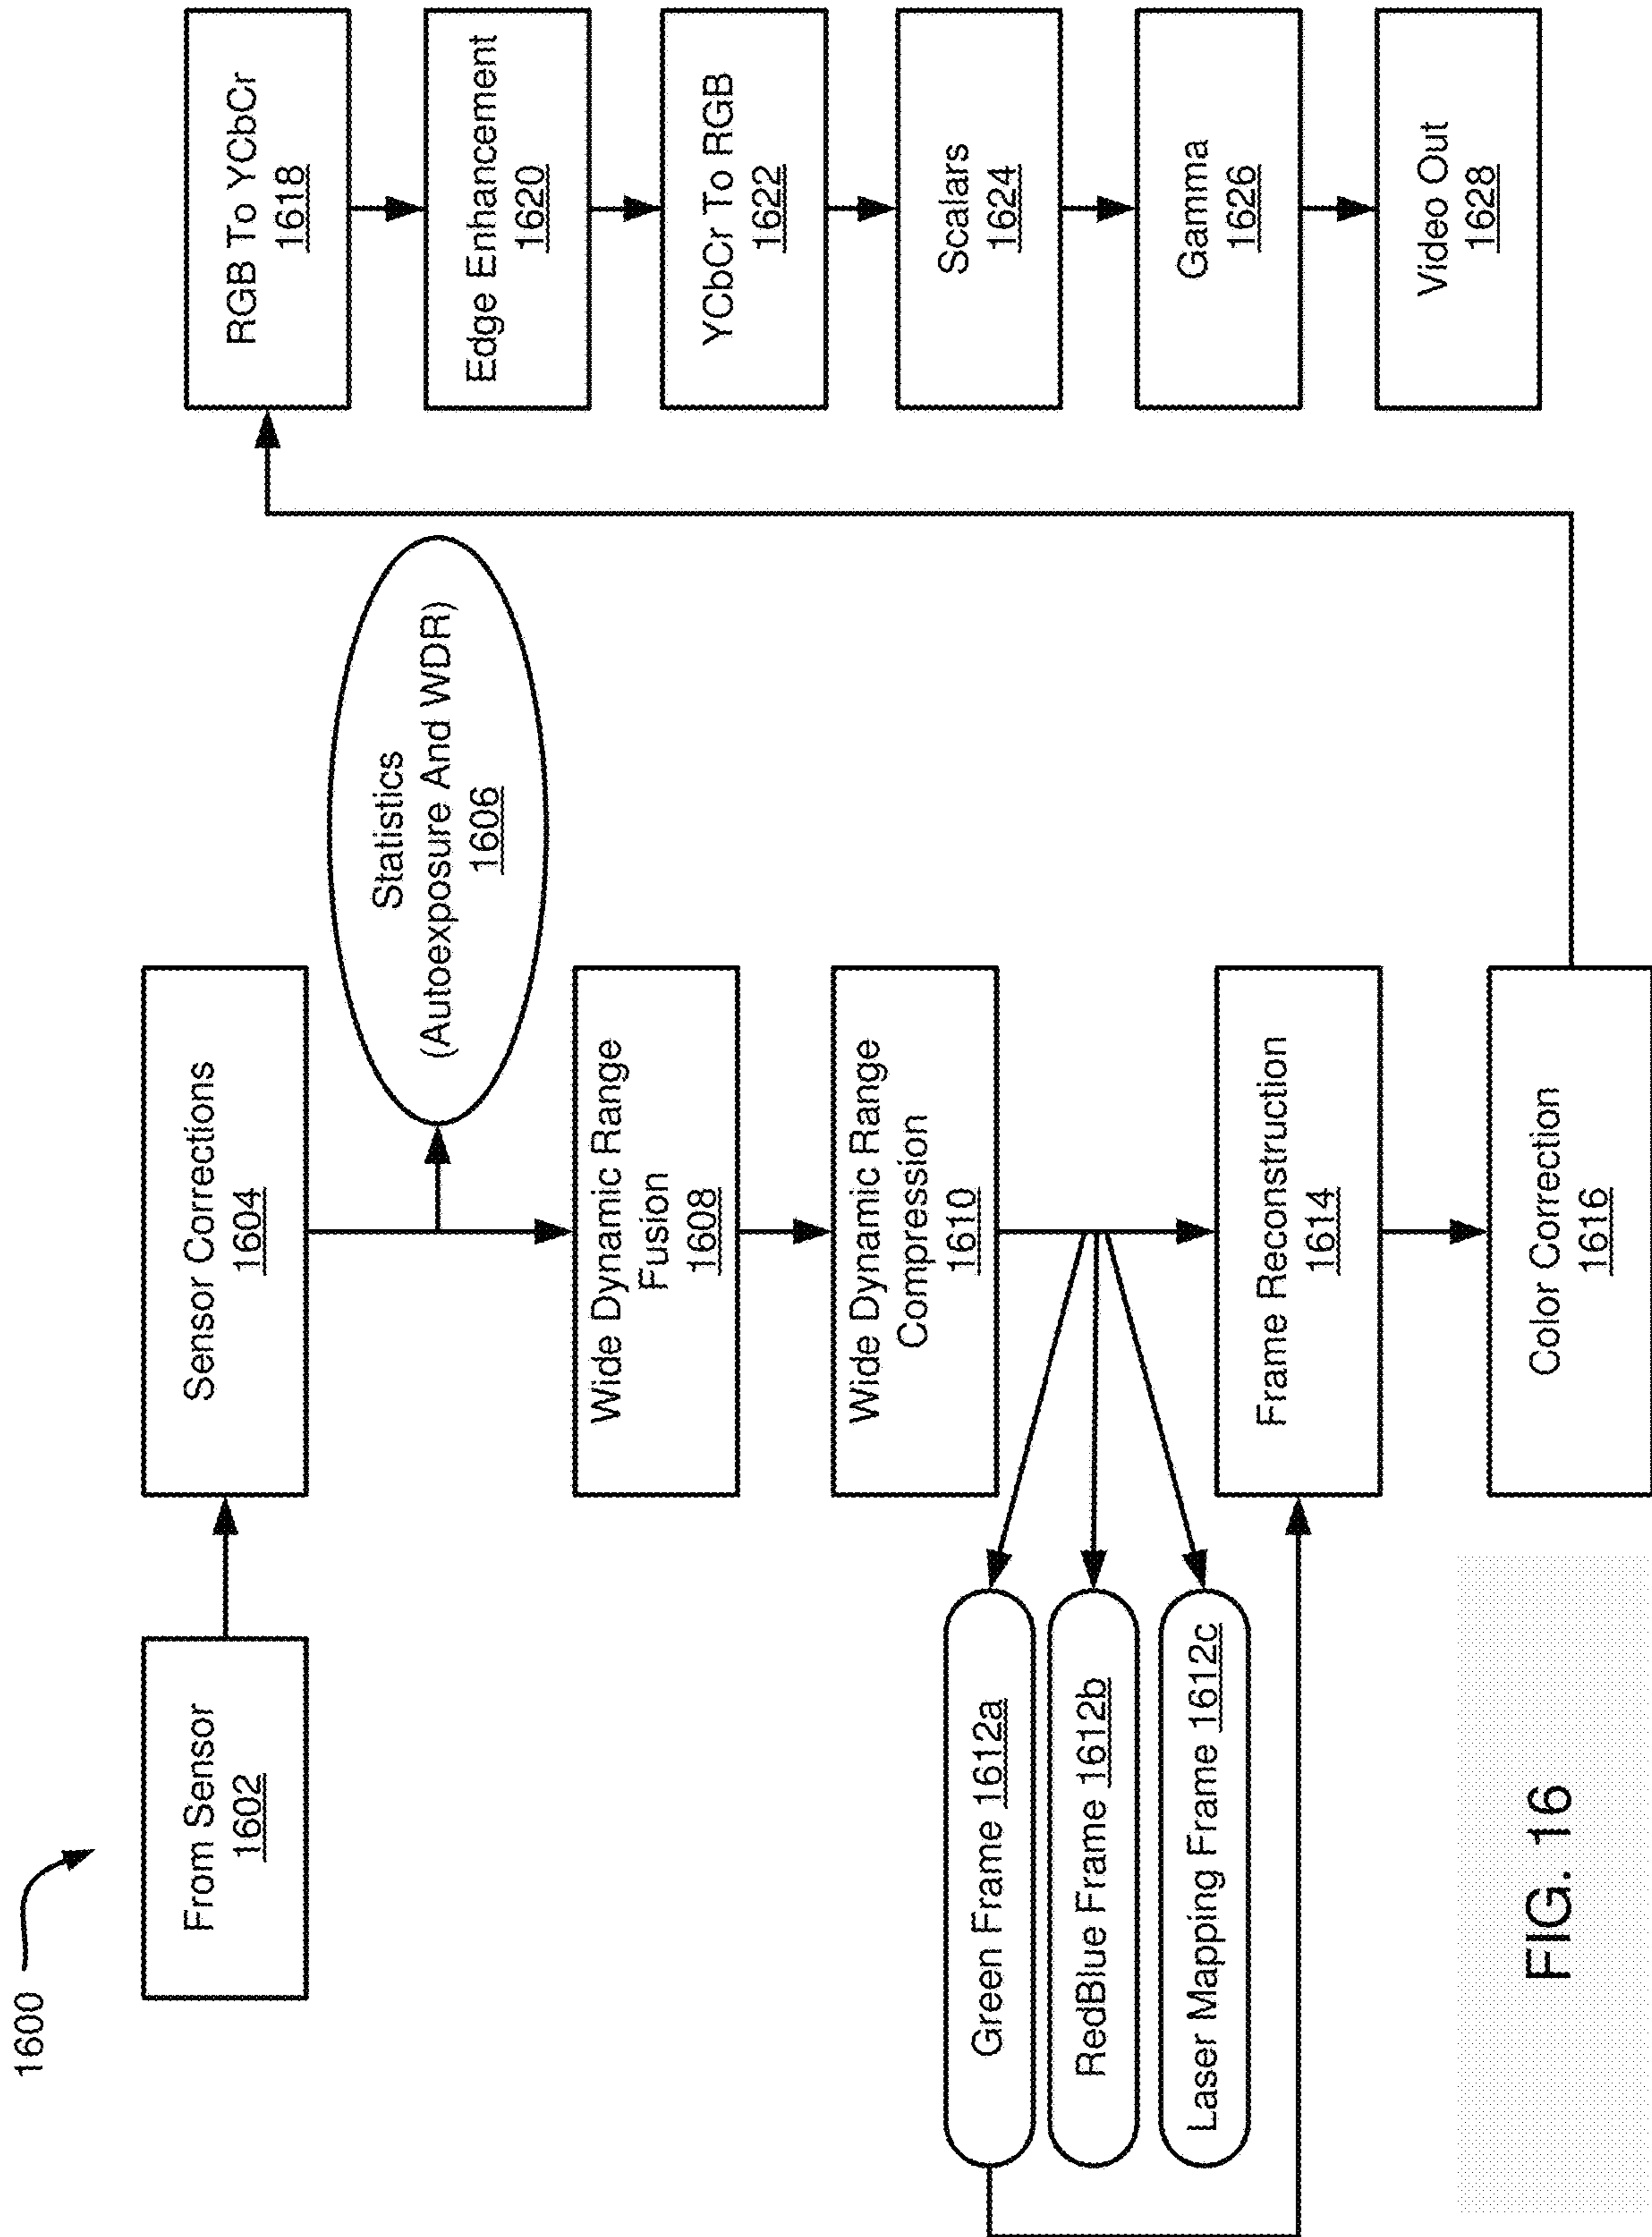 1600
From Sensor
1602
Sensor Corrections
1604
Statistics
(Autoexposure And WDR)
1606
Wide Dynamic Range
Fusion
1608
Wide Dynamic Range
Compression
1610
Green Frame 1612a
RedBlue Frame 1612b
Laser Mapping Frame 1612c
Frame Reconstruction
1614
Color Correction
1616
RGB To YCbCr
1618
Edge Enhancement
1620
YCbCr To RGB
1622
Scalars
1624
Gamma
1626
Video Out
1628
FIG. 16